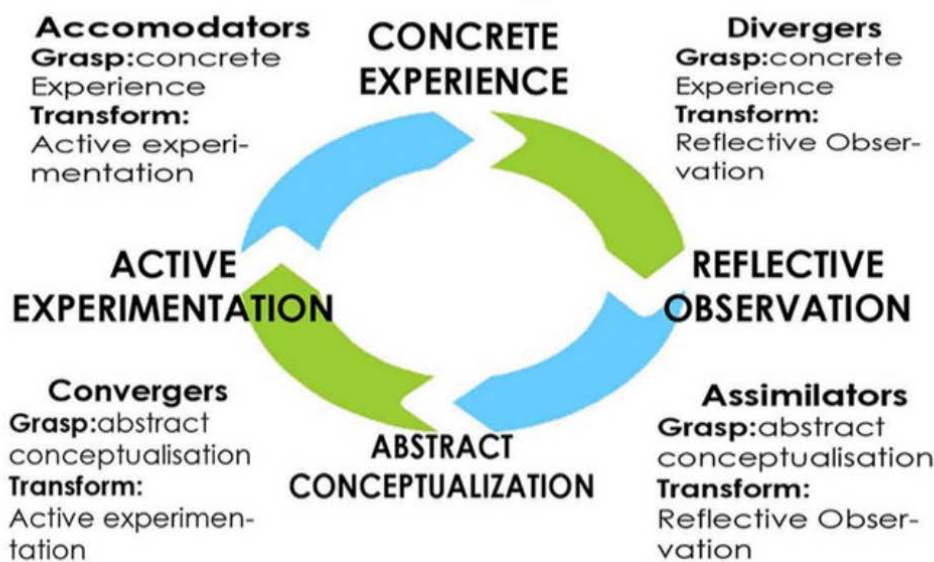 Accomodators
Grasp:concrete
Experience
Transform:
Active experi-
mentation
CONCRETE
EXPERIENCE
Divergers
Grasp:concrete
Experience
Transform:
Reflective Obser-
vation
ACTIVE
EXPERIMENTATION
REFLECTIVE
OBSERVATION
Convergers
Grasp:abstract
conceptualisation
Transform:
Active experimen-
tation
ABSTRACT
CONCEPTUALIZATION
Assimilators
Grasp:abstract
conceptualisation
Transform:
Reflective Obser-
vation